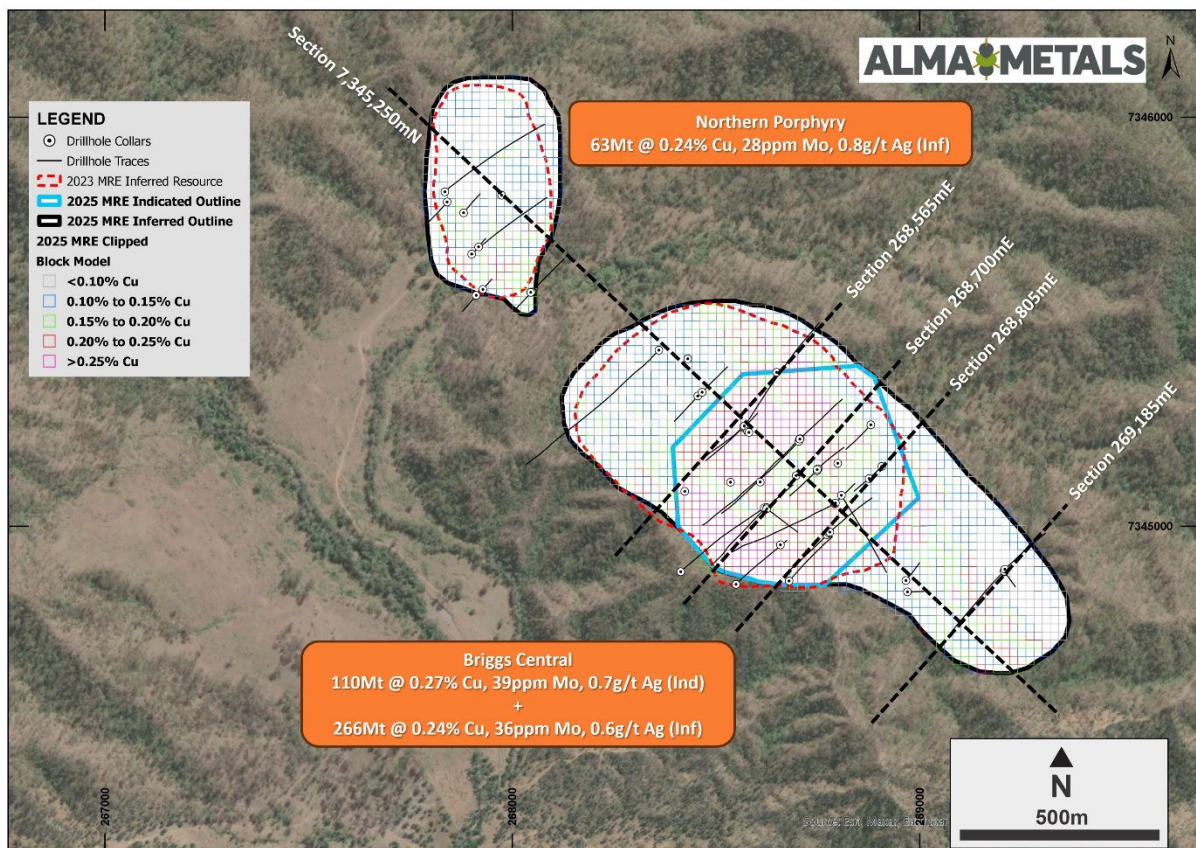 ALMA METALS
N
Section 7,345,250mN
7346000
Northern Porphyry
63Mt @ 0.24% Cu, 28ppm Mo, 0.8g/t Ag (Inf)
LEGEND
Drillhole Collars
Drillhole Traces
2023 MRE Inferred Resource
2025 MRE Indicated Outline
2025 MRE Inferred Outline
2025 MRE Clipped
Block Model
<0.10% Cu
0.10% to 0.15% Cu
0.15% to 0.20% Cu
0.20% to 0.25% Cu
>0.25% Cu
Section 268,565mE
Section 268,700mE
Section 268,805mE
Section 269,185mE
7345000
Briggs Central
110Mt @ 0.27% Cu, 39ppm Mo, 0.7g/t Ag (Ind)
+
266Mt @ 0.24% Cu, 36ppm Mo, 0.6g/t Ag (Inf)
267000
268000
269000
Source: Esri, Maxar,
N
500m